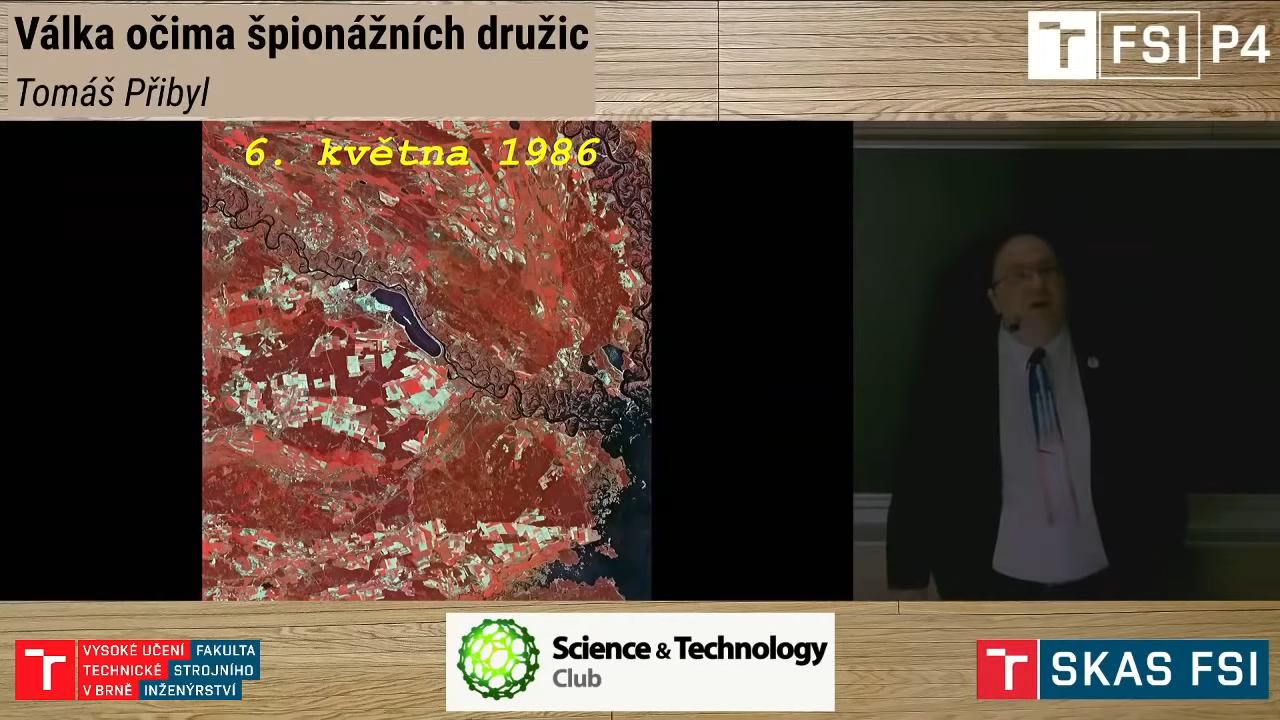 Válka očima špionážních družic
Tomáš Přibyl
FSI P4
6. května 1986
VYSOKÉ UČENÍ FAKULTA
TECHNICKÉ STROJNÍHO
V BRNĚ INŽENÝRSTVÍ
Science & Technology
Club
SKAS FSI